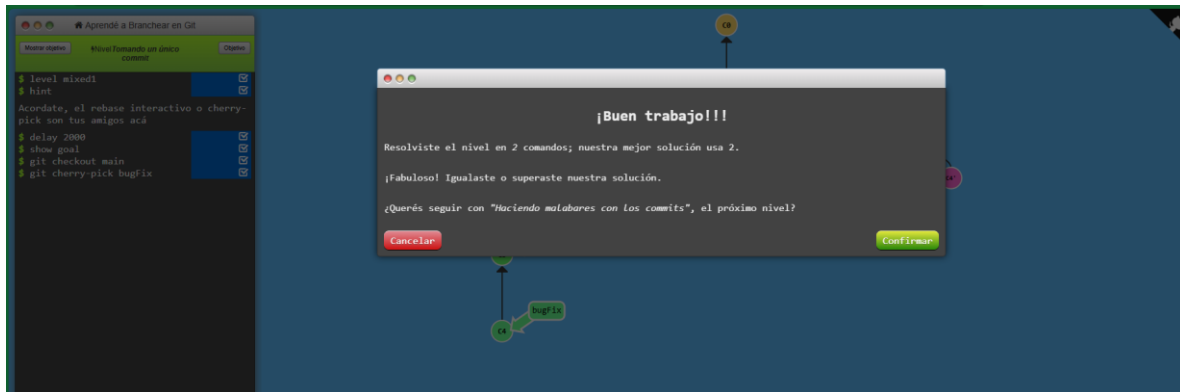 Aprendé a Branchear en Git
Mostrar objetivo
Nivel Tomando un único
commit
Objetivo
$ level mixed1
$ hint
Acordate, el rebase interactivo o cherry-
pick son tus amigos acá
$ delay 2000
$ show goal
$ git checkout main
$ git cherry-pick bugFix
C0
¡Buen trabajo!!!
Resolviste el nivel en 2 comandos; nuestra mejor solución usa 2.
¡Fabuloso! Igualaste o superaste nuestra solución.
¿Querés seguir con "Haciendo malabares con los commits", el próximo nivel?
Cancelar
Confirmar
C4'
bugFix
C4